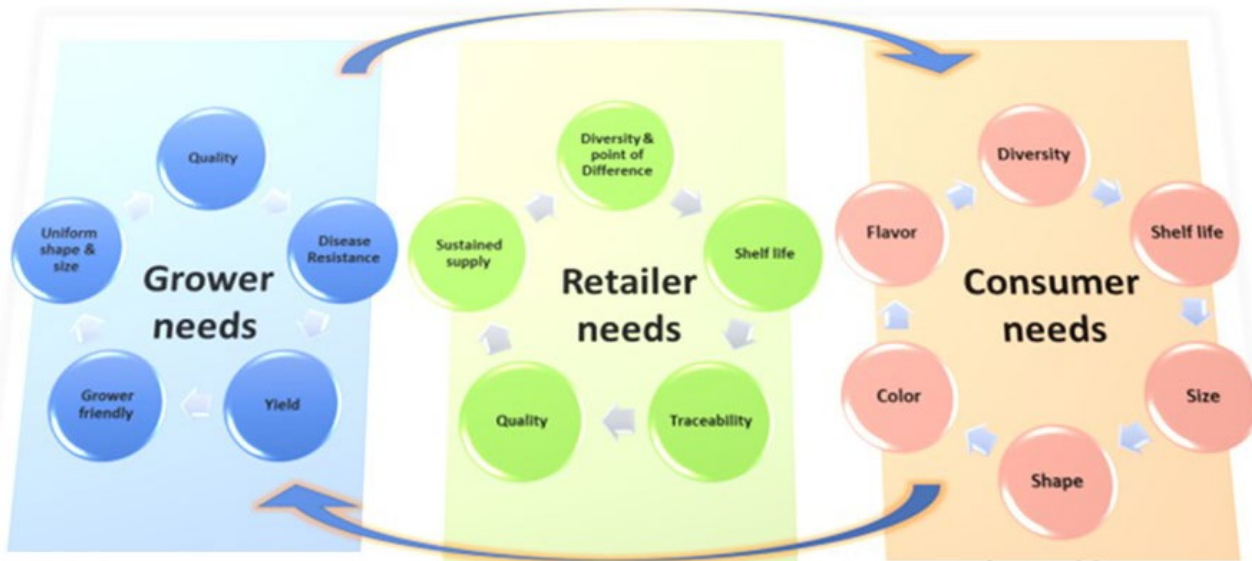 Quality
Disease
Resistance
Yield
Grower
friendly
Uniform
shape &
size
Grower
needs
Diversity &
point of
Difference
Shelf life
Traceability
Quality
Sustained
supply
Retailer
needs
Diversity
Shelf life
Size
Shape
Color
Flavor
Consumer
needs